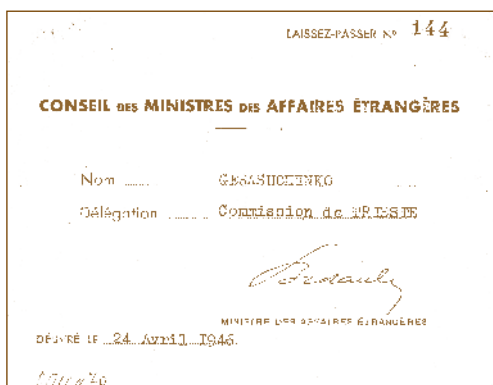 LAISSEZ-PASSER Nº 144
CONSEIL DES MINISTRES DES AFFAIRES ÉTRANGÈRES
Nom ........ GERASHCHENKO
Délégation ........ Commission de TRIESTE
MINISTRE DES AFFAIRES ÉTRANGÈRES
DÉLIVRÉ LE 24 Avril 1946